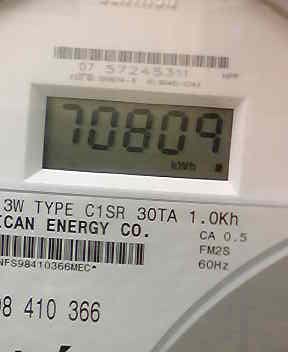 07 57245311
70809
kWh
3W TYPE C1SR 30TA 1.0Kh
ICAN ENERGY CO.
CA 0.5
FM2S
60Hz
NFS98410366MEC*
98 410 366